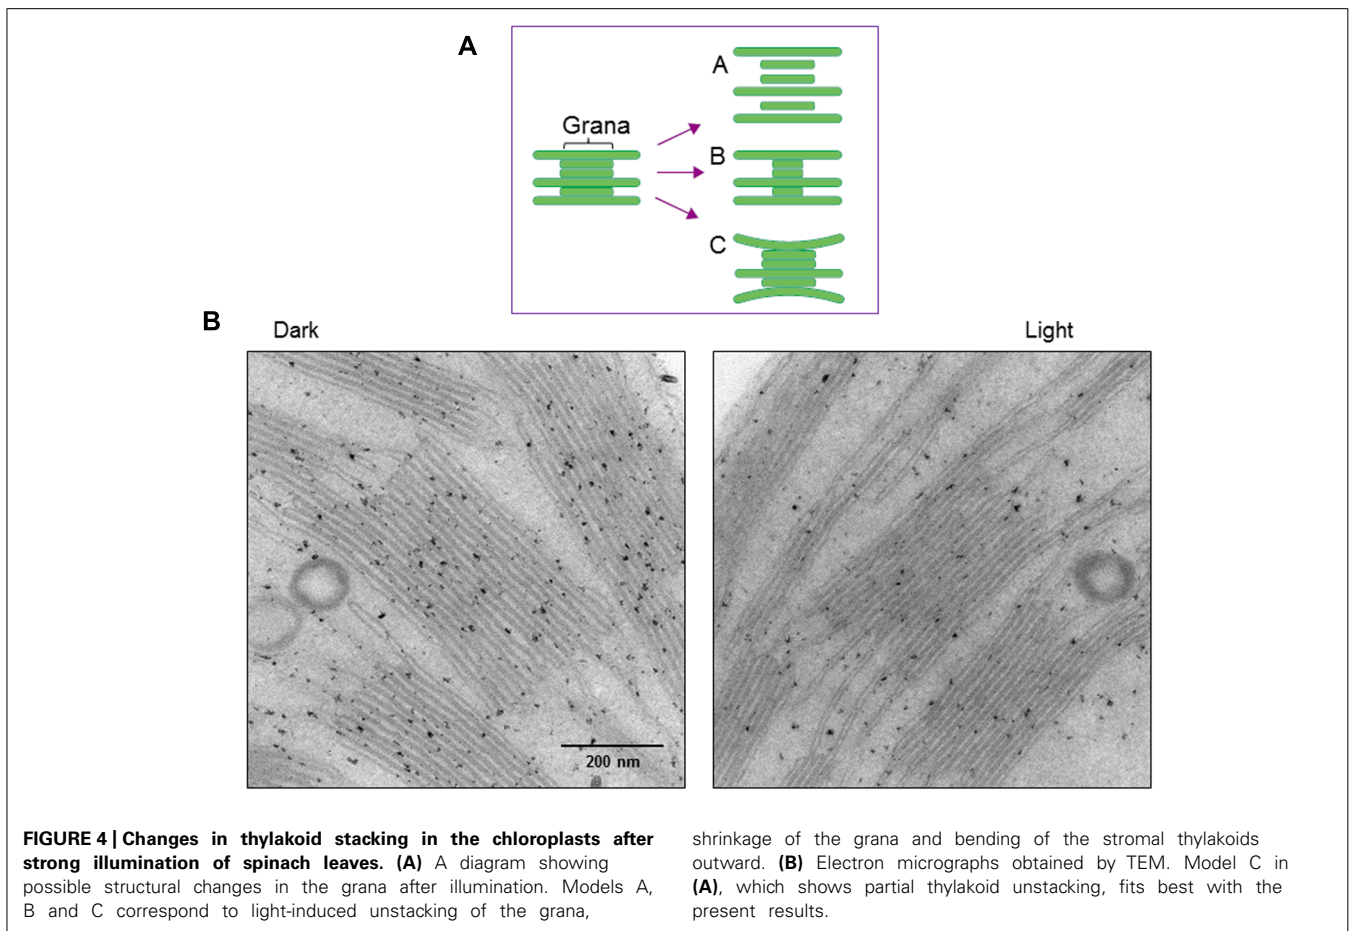 A
Grana
A
B
C
B
Dark
Light
200 nm
FIGURE 4 | Changes in thylakoid stacking in the chloroplasts after
strong illumination of spinach leaves. (A) A diagram showing
possible structural changes in the grana after illumination. Models A,
B and C correspond to light-induced unstacking of the grana,
shrinkage of the grana and bending of the stromal thylakoids
outward. (B) Electron micrographs obtained by TEM. Model C in
(A), which shows partial thylakoid unstacking, fits best with the
present results.